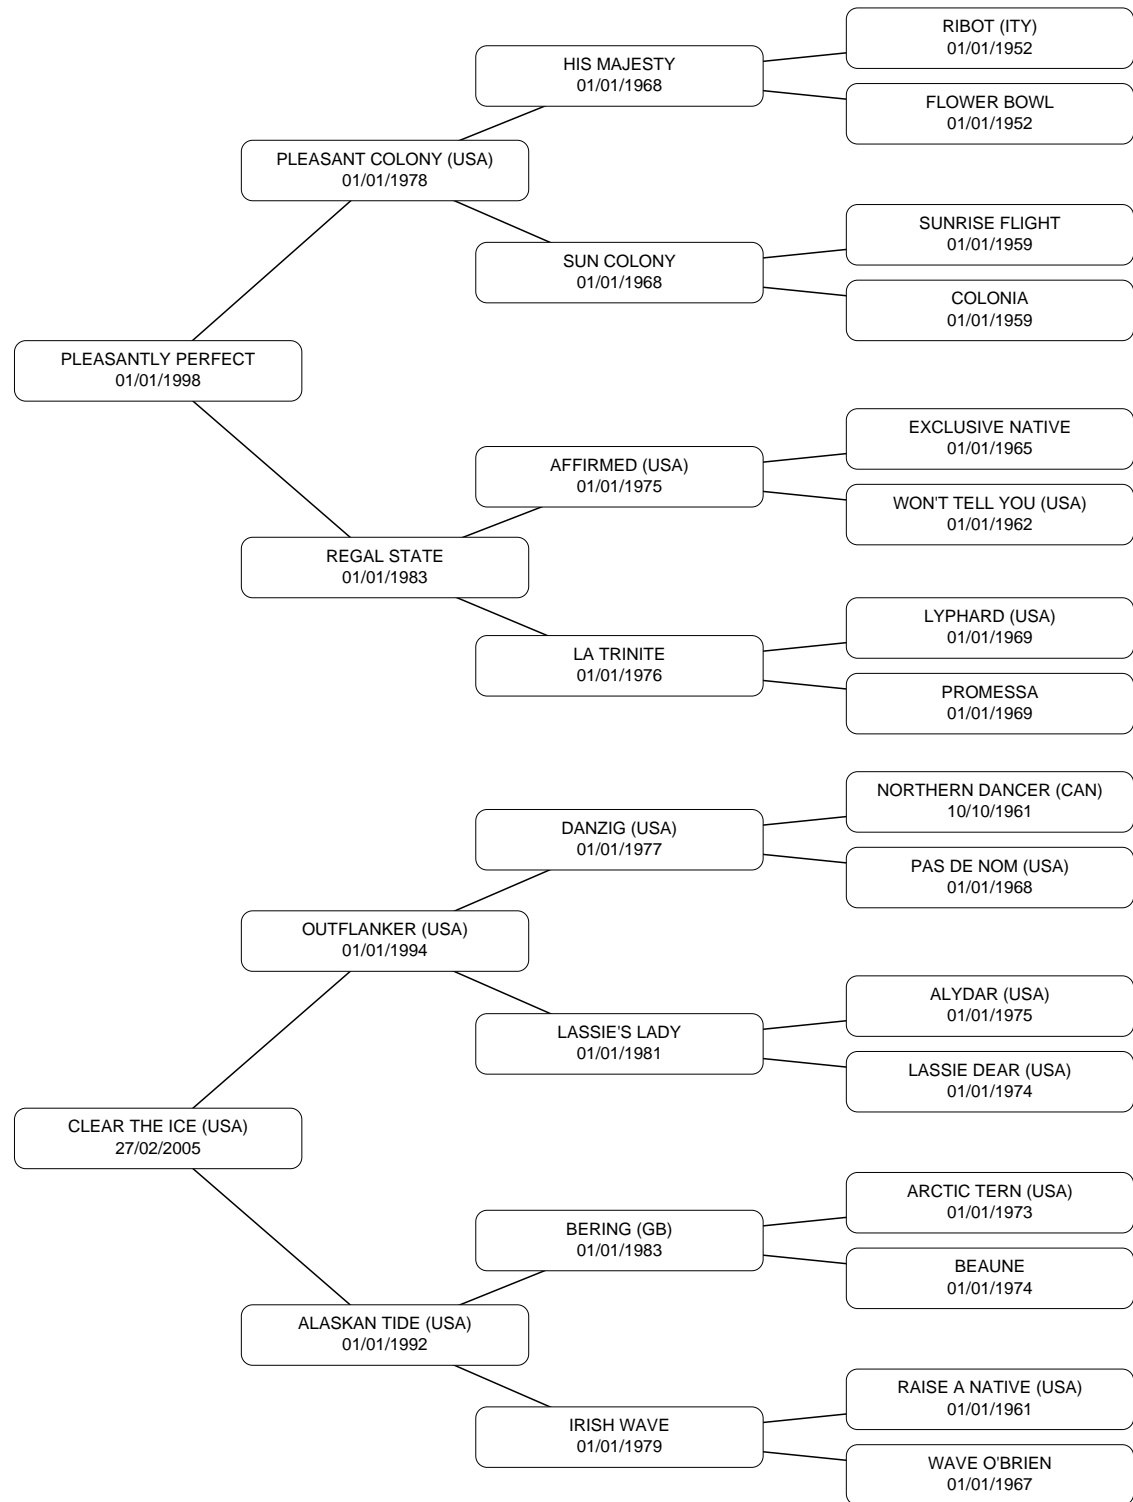 RIBOT (ITY)
01/01/1952
HIS MAJESTY
01/01/1968
FLOWER BOWL
01/01/1952
PLEASANT COLONY (USA)
01/01/1978
SUNRISE FLIGHT
01/01/1959
SUN COLONY
01/01/1968
COLONIA
01/01/1959
PLEASANTLY PERFECT
01/01/1998
EXCLUSIVE NATIVE
01/01/1965
AFFIRMED (USA)
01/01/1975
WON'T TELL YOU (USA)
01/01/1962
REGAL STATE
01/01/1983
LYPHARD (USA)
01/01/1969
LA TRINITE
01/01/1976
PROMESSA
01/01/1969
NORTHERN DANCER (CAN)
10/10/1961
DANZIG (USA)
01/01/1977
PAS DE NOM (USA)
01/01/1968
OUTFLANKER (USA)
01/01/1994
ALYDAR (USA)
01/01/1975
LASSIE'S LADY
01/01/1981
LASSIE DEAR (USA)
01/01/1974
CLEAR THE ICE (USA)
27/02/2005
ARCTIC TERN (USA)
01/01/1973
BERING (GB)
01/01/1983
BEAUNE
01/01/1974
ALASKAN TIDE (USA)
01/01/1992
RAISE A NATIVE (USA)
01/01/1961
IRISH WAVE
01/01/1979
WAVE O'BRIEN
01/01/1967